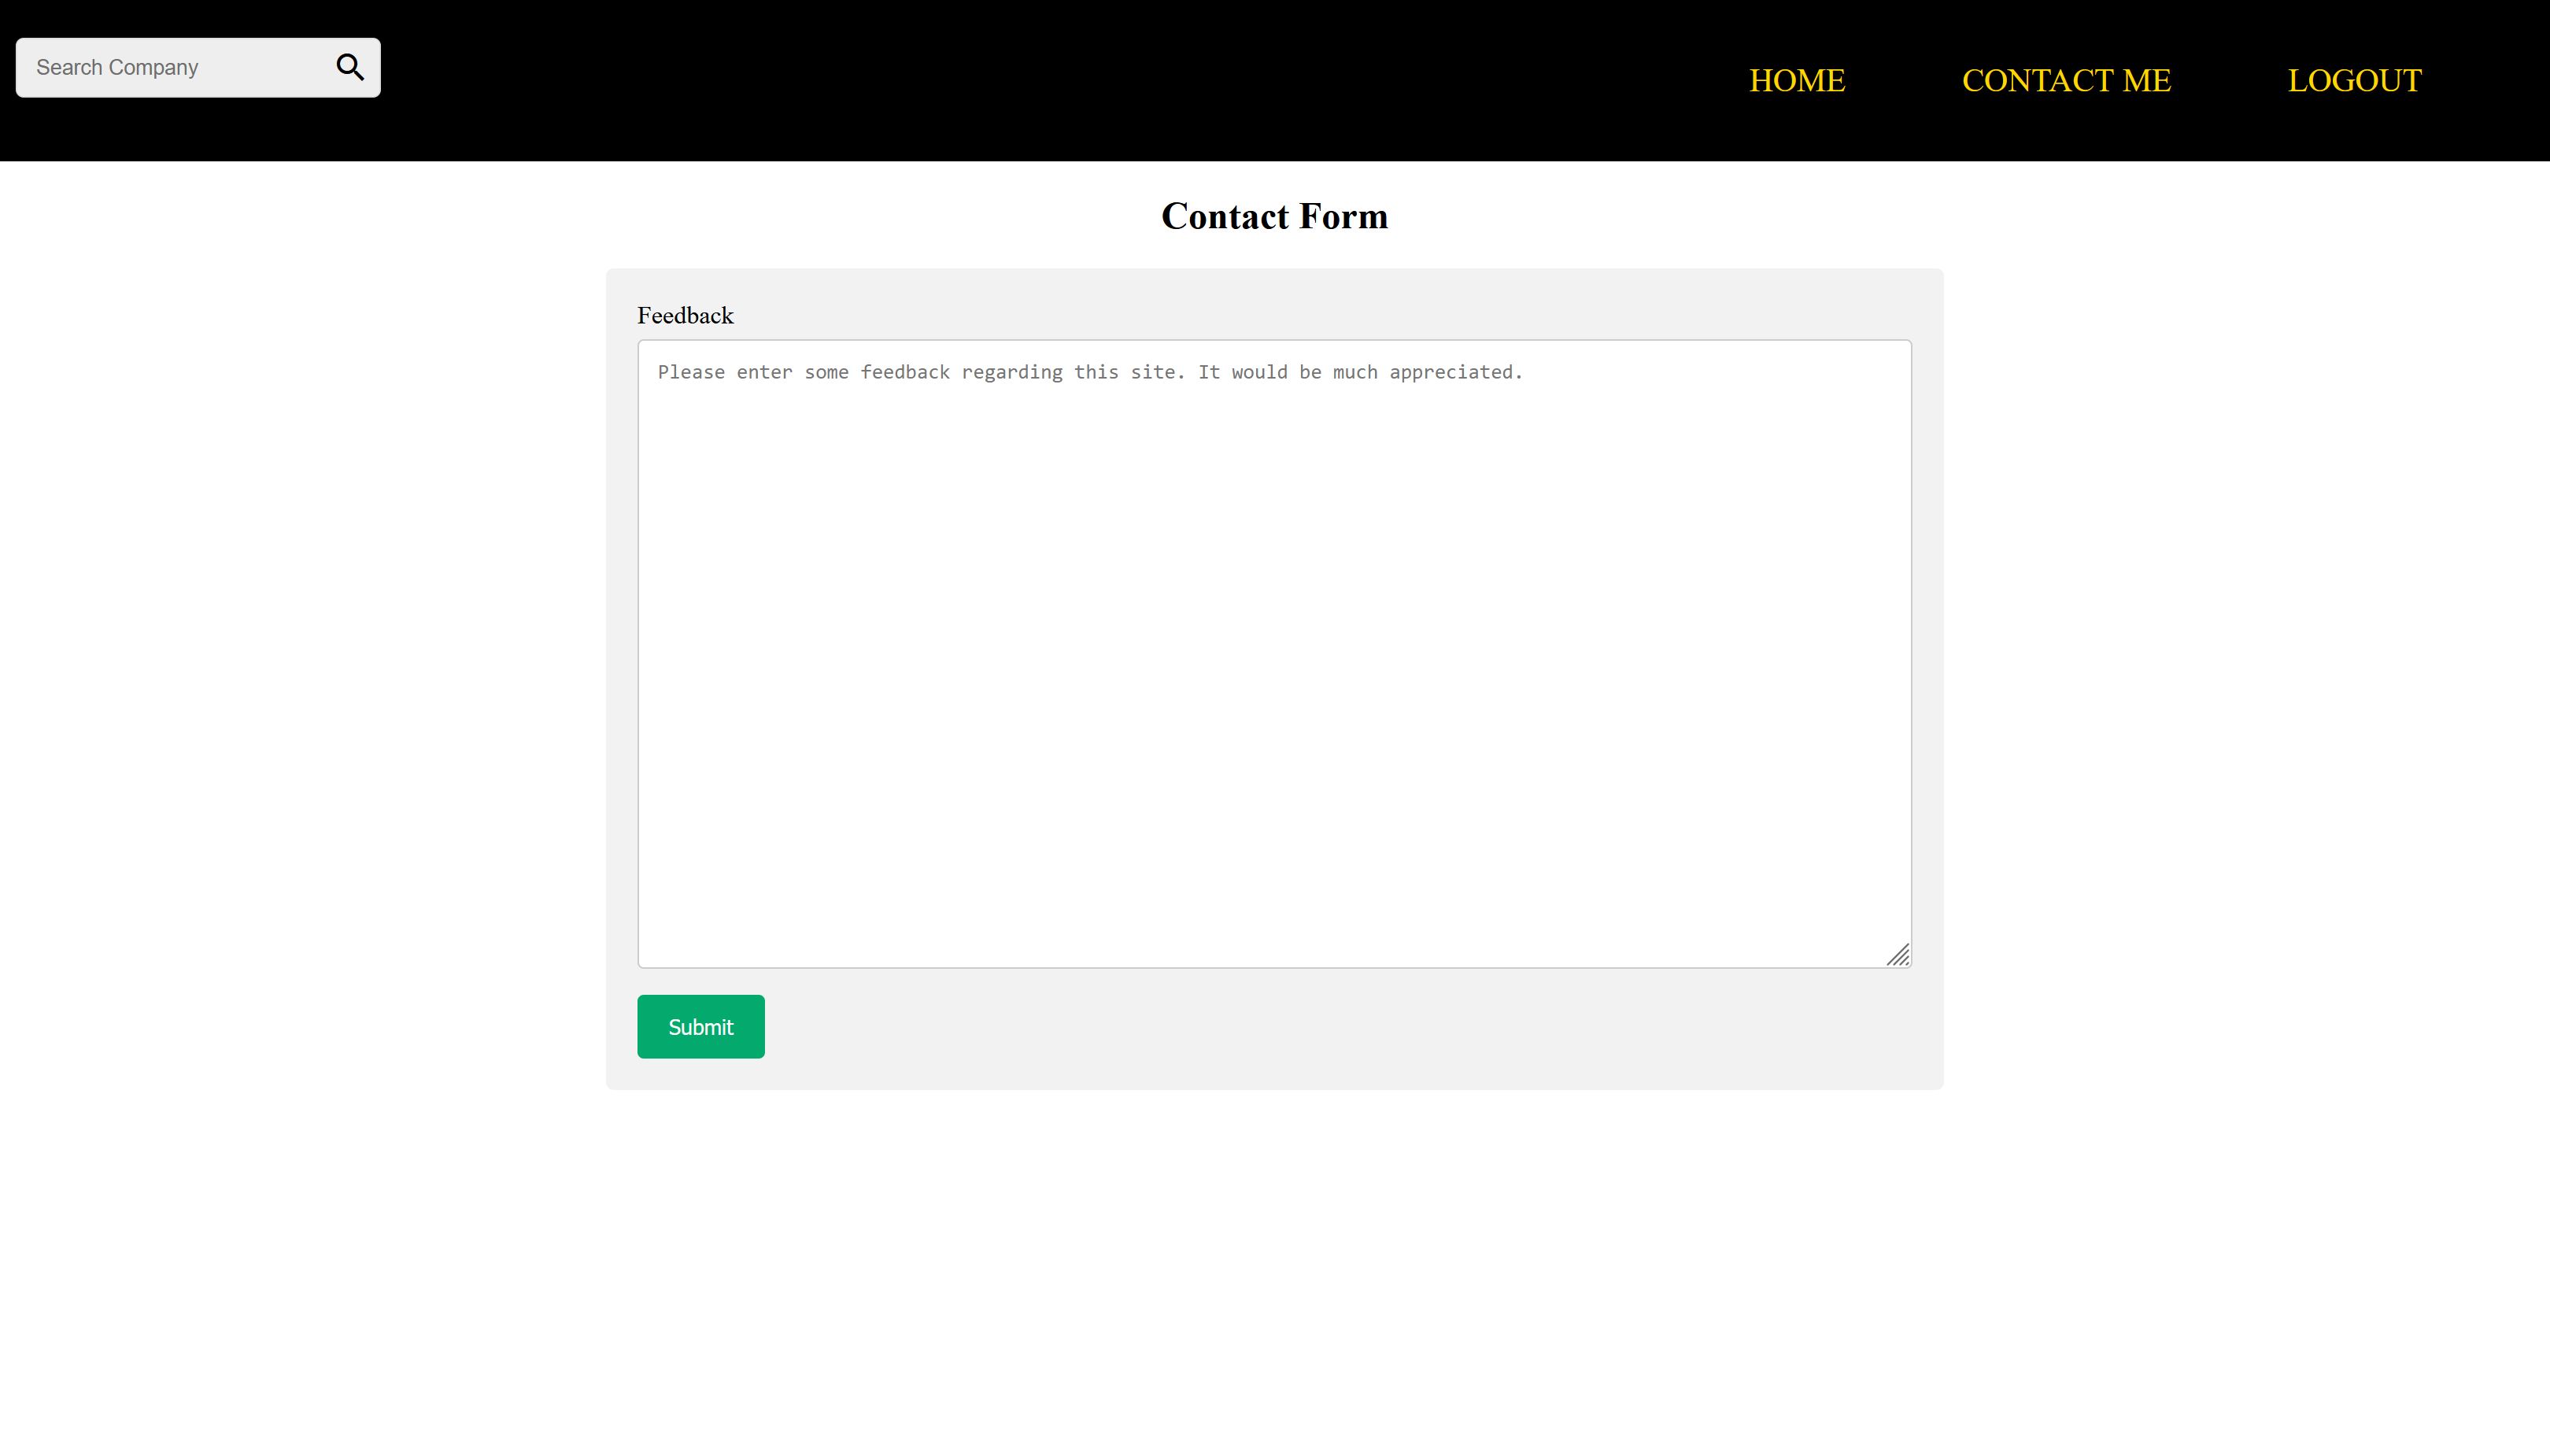 Search Company
HOME
CONTACT ME
LOGOUT
Contact Form
Feedback
Please enter some feedback regarding this site. It would be much appreciated.
Submit